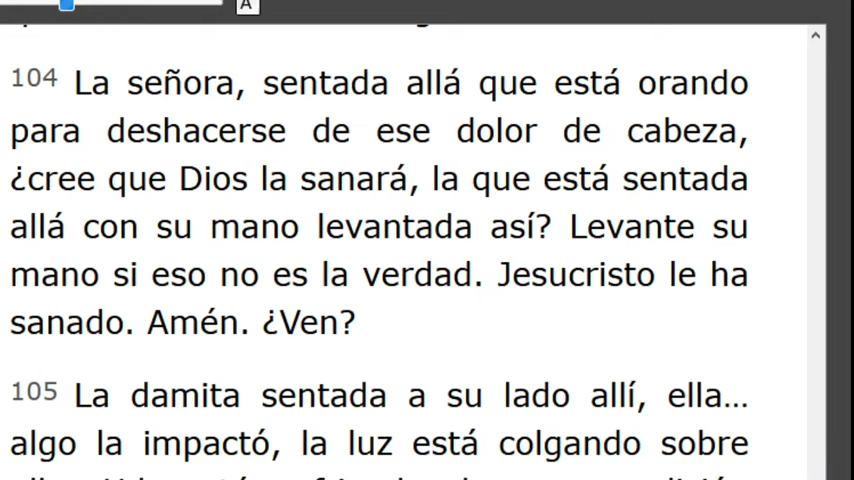 A
104 La señora, sentada allá que está orando
para deshacerse de ese dolor de cabeza,
¿cree que Dios la sanará, la que está sentada
allá con su mano levantada así? Levante su
mano si eso no es la verdad. Jesucristo le ha
sanado. Amén. ¿Ven?
105 La damita sentada a su lado allí, ella…
algo la impactó, la luz está colgando sobre